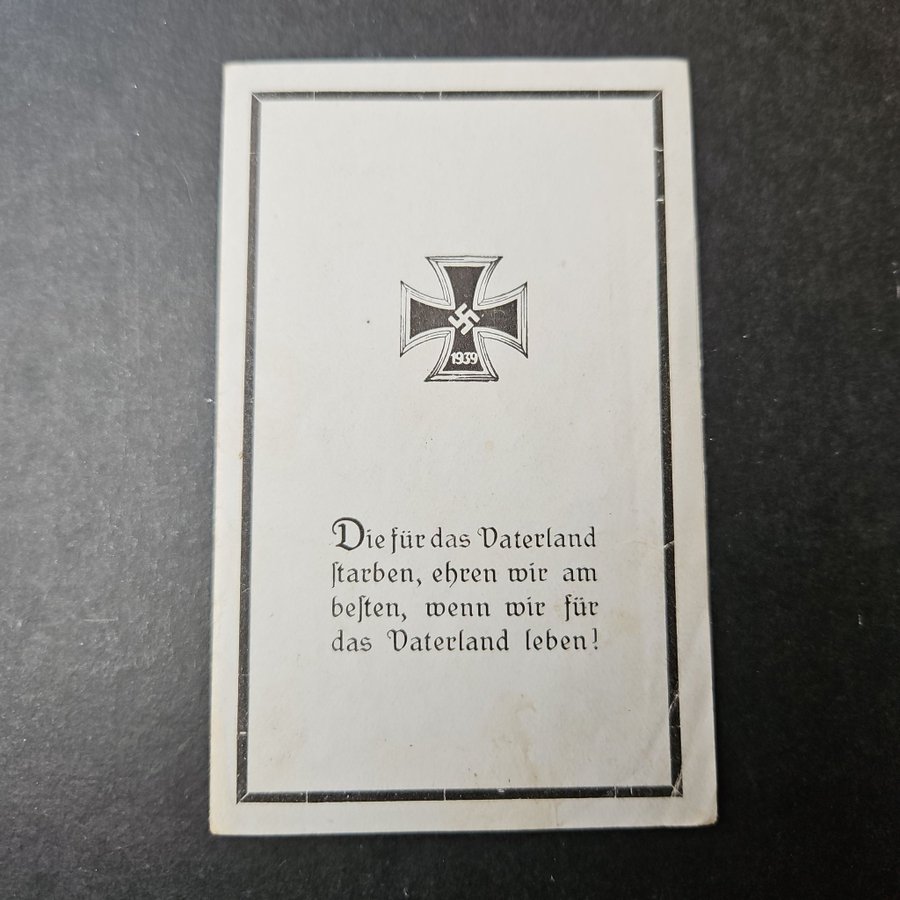 1939
Die für das Vaterland
ſtarben, ehren wir am
beſten, wenn wir für
das Vaterland leben!